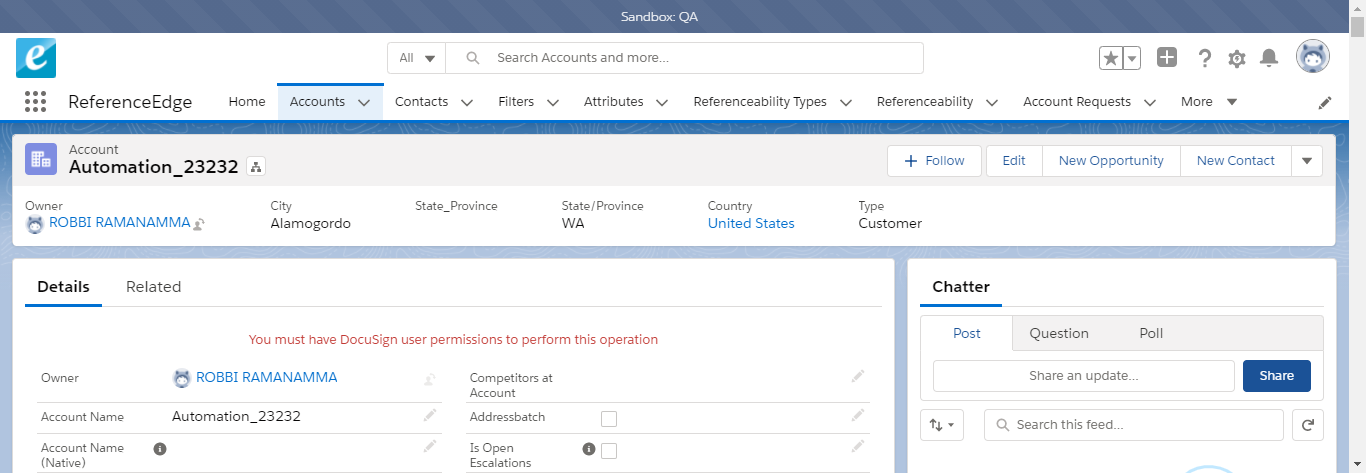 Sandbox: QA
e
All
Search Accounts and more...
ReferenceEdge
Home
Accounts
Contacts
Filters
Attributes
Referenceability Types
Referenceability
Account Requests
More
Account
Automation_23232
Follow
Edit
New Opportunity
New Contact
Owner
ROBBI RAMANAMMA
City
Alamogordo
State_Province
State/Province
WA
Country
United States
Type
Customer
Details
Related
You must have DocuSign user permissions to perform this operation
Owner
ROBBI RAMANAMMA
Account Name
Automation_23232
Account Name
(Native)
Competitors at
Account
Addressbatch
Is Open
Escalations
Chatter
Post
Question
Poll
Share an update...
Share
Search this feed...